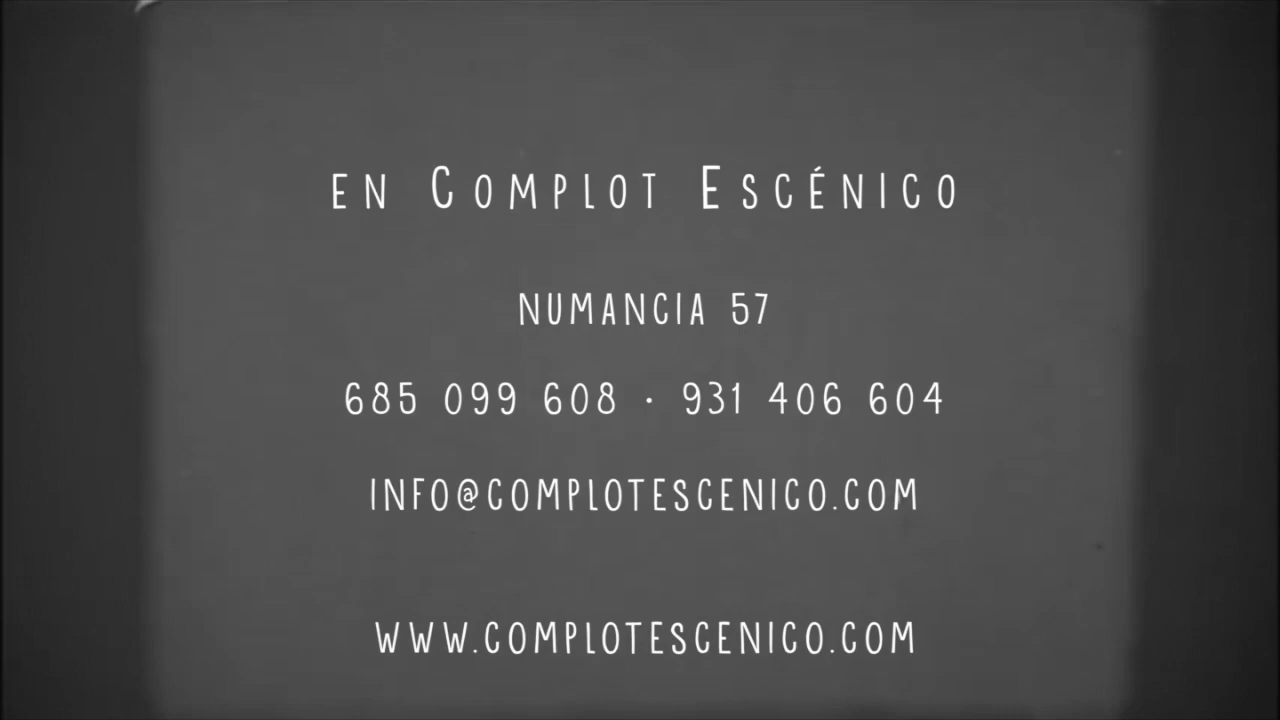 EN COMPLOT ESCÉNICO
NUMANCIA 57
685 099 608 · 931 406 604
INFO@COMPLOTESCENICO.COM
WWW.COMPLOTESCENICO.COM